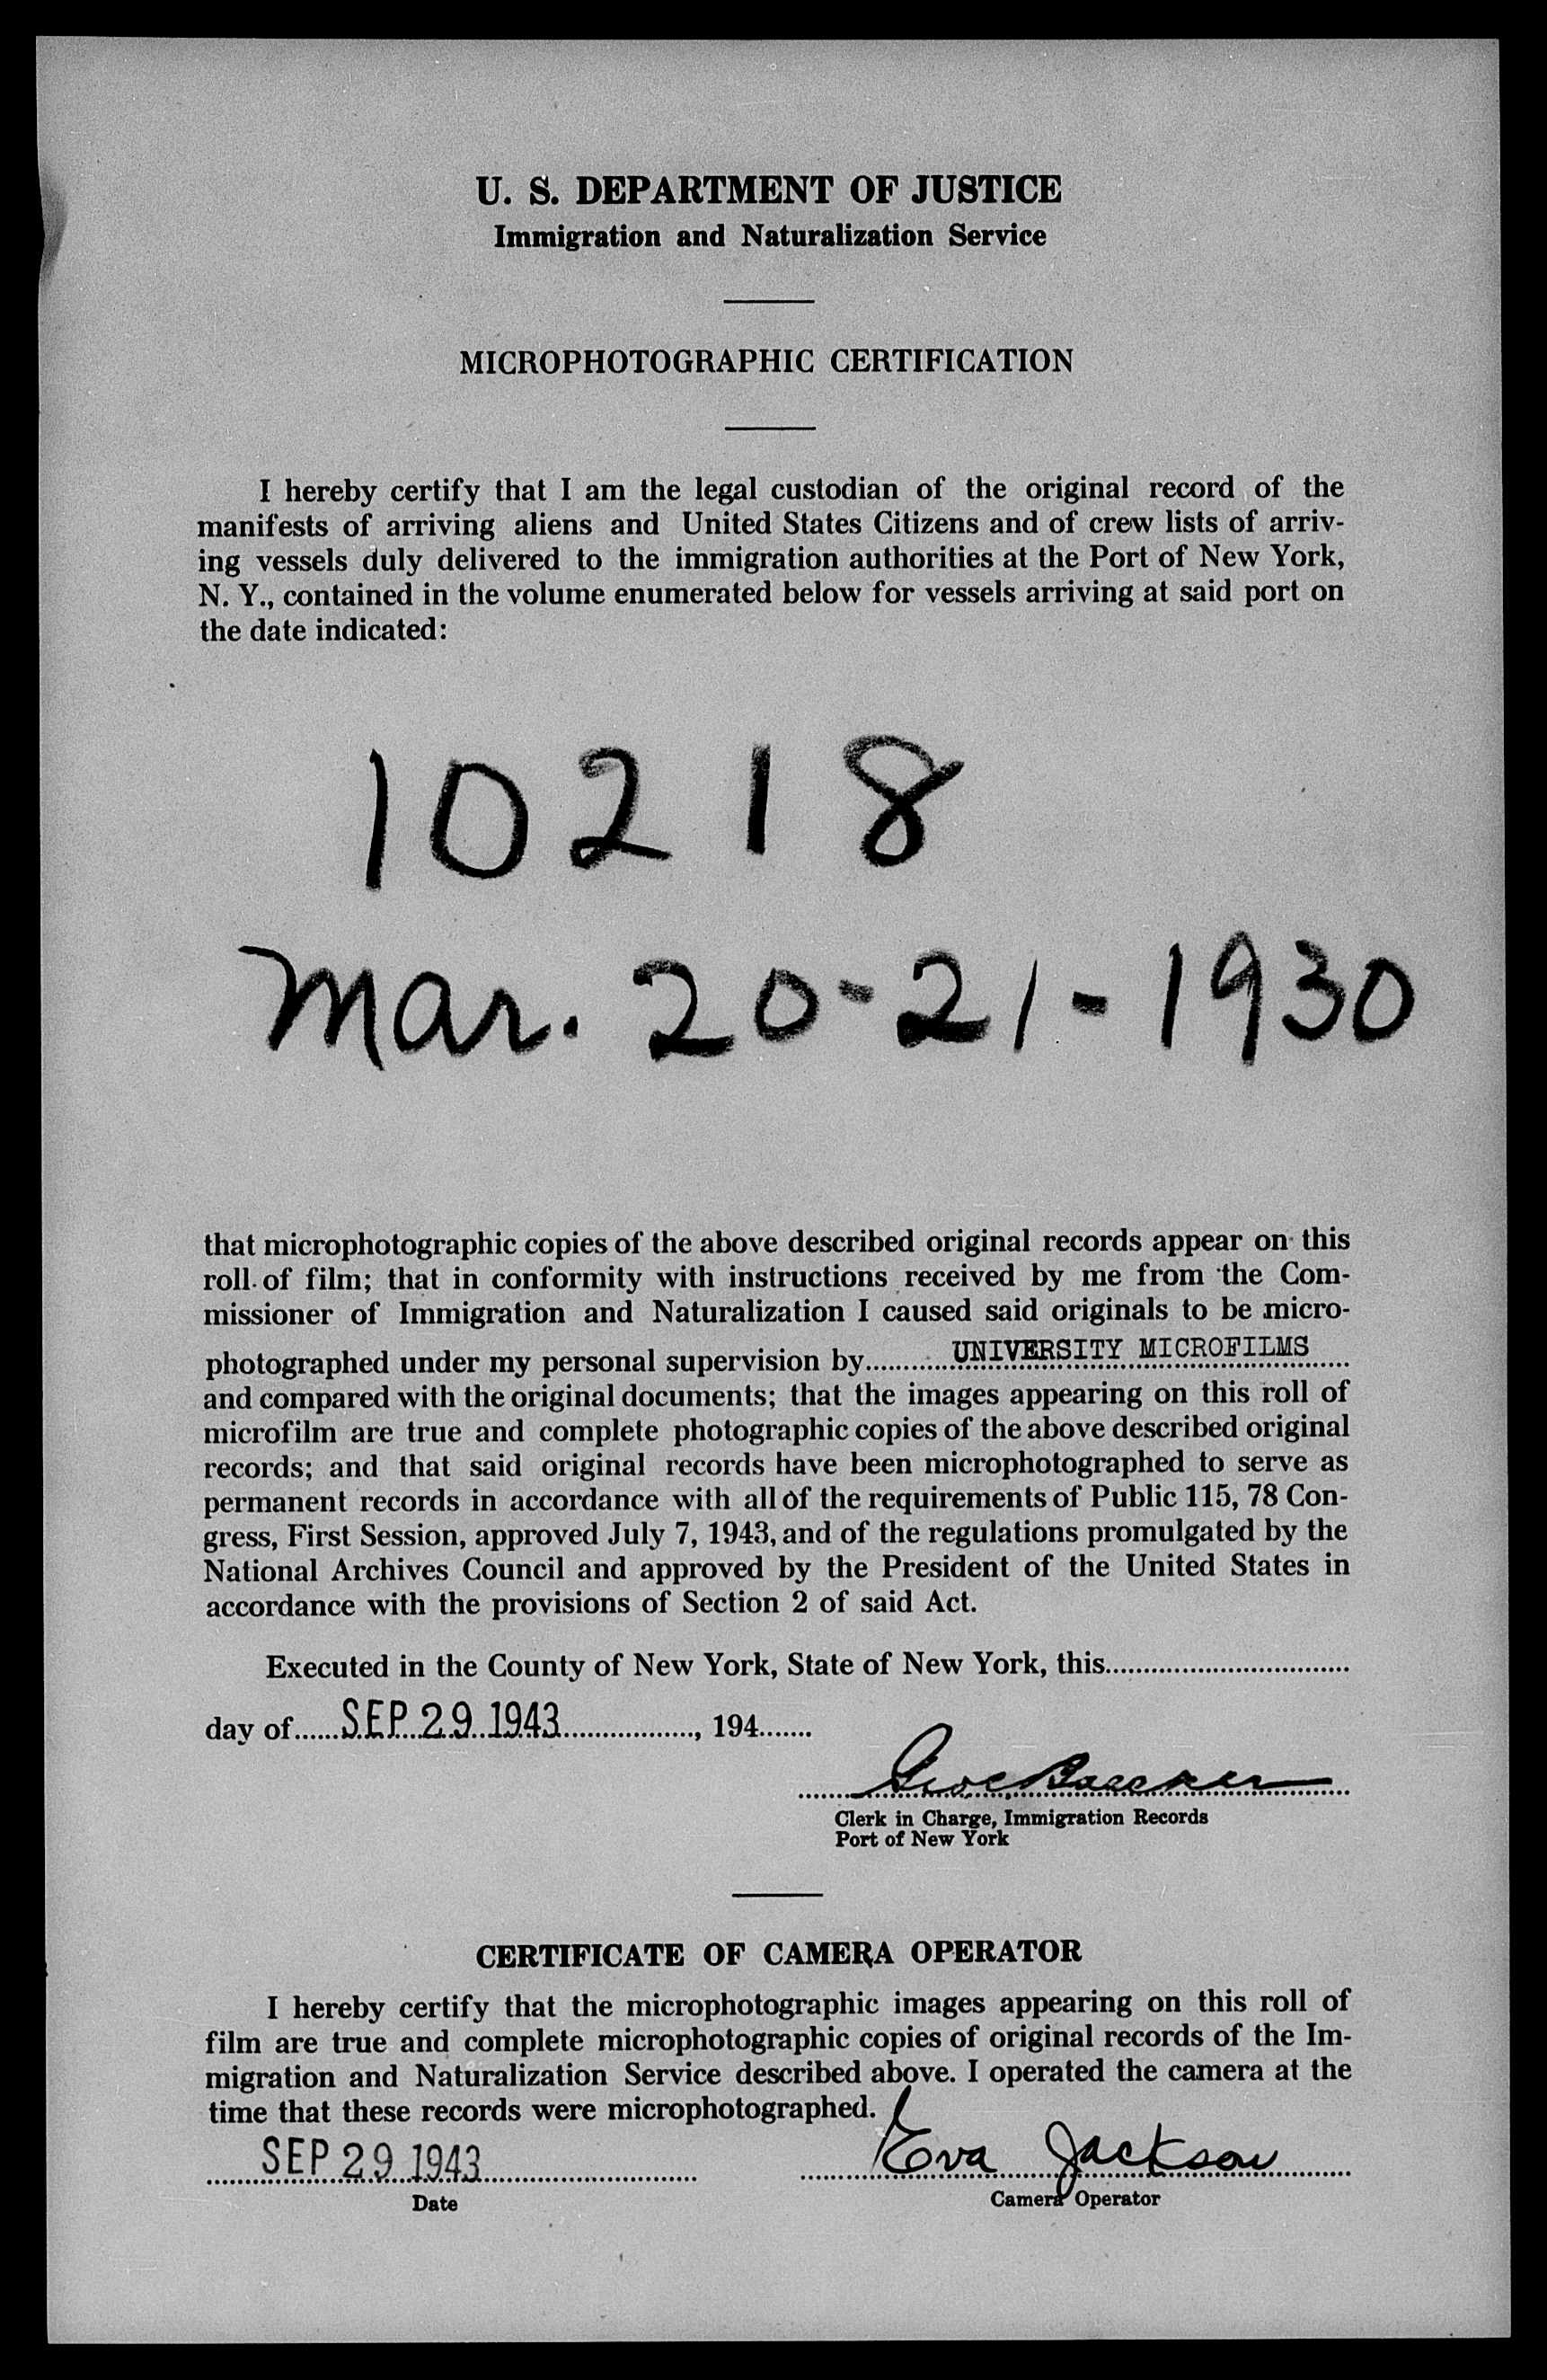 U. S. DEPARTMENT OF JUSTICE
Immigration and Naturalization Service
MICROPHOTOGRAPHIC CERTIFICATION
I hereby certify that I am the legal custodian of the original record of the
manifests of arriving aliens and United States Citizens and of crew lists of arriv-
ing vessels duly delivered to the immigration authorities at the Port of New York,
N. Y., contained in the volume enumerated below for vessels arriving at said port on
the date indicated:
10218
Mar. 20-21-1930
that microphotographic copies of the above described original records appear on this
roll of film; that in conformity with instructions received by me from the Com-
missioner of Immigration and Naturalization I caused said originals to be micro-
photographed under my personal supervision by UNIVERSITY MICROFILMS
and compared with the original documents; that the images appearing on this roll of
microfilm are true and complete photographic copies of the above described original
records; and that said original records have been microphotographed to serve as
permanent records in accordance with all of the requirements of Public 115, 78 Con-
gress, First Session, approved July 7, 1943, and of the regulations promulgated by the
National Archives Council and approved by the President of the United States in
accordance with the provisions of Section 2 of said Act.
Executed in the County of New York, State of New York, this
day of SEP 29 1943, 194
Clerk in Charge, Immigration Records
Port of New York
CERTIFICATE OF CAMERA OPERATOR
I hereby certify that the microphotographic images appearing on this roll of
film are true and complete microphotographic copies of original records of the Im-
migration and Naturalization Service described above. I operated the camera at the
time that these records were microphotographed.
SEP 29 1943 Eva Jackson
Date Camera Operator